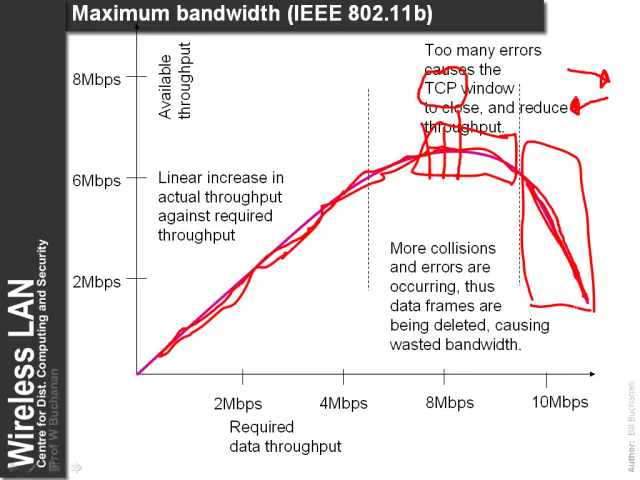 Maximum bandwidth (IEEE 802.11b)
Available
throughput
Too many errors
causes the
TCP window
to close, and reduce
throughput.
8Mbps
6Mbps
2Mbps
Linear increase in
actual throughput
against required
throughput
More collisions
and errors are
occurring, thus
data frames are
being deleted, causing
wasted bandwidth.
2Mbps
4Mbps
8Mbps
10Mbps
Required
data throughput
Wireless LAN
Centre for Dist. Computing and Security
Prof W Buchanan
Author: Bill Buchanan